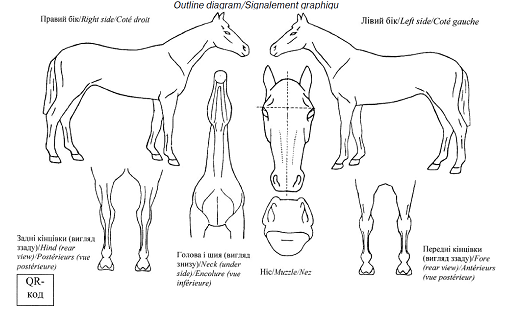 Outline diagram/Signalement graphiqu
Правий бік/Right side/Coté droit
Лівий бік/Left side/Coté gauche
Задні кінцівки (вигляд
ззаду)/Hind (rear
view)/Postérieurs (vue
postérieure)
Голова і шия (вигляд
знизу)/Neck (under
side)/Encolure (vue
inférieure)
Ніс/Muzzle/Nez
Передні кінцівки
(вигляд ззаду)/Fore
(rear view)/Antérieurs
(vue postérieur)
QR-
код